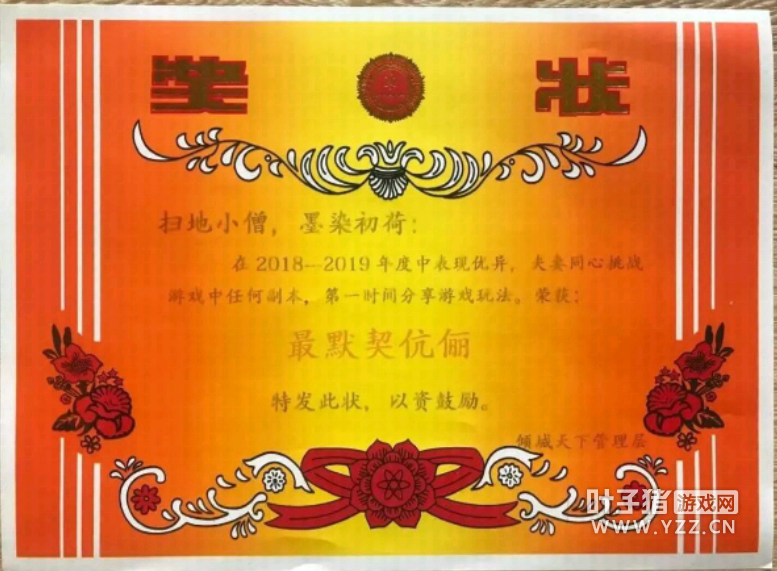 奖 状
扫地小僧，墨染初荷：
在2018—2019年度中表现优异，夫妻同心挑战
游戏中任何副本，第一时间分享游戏玩法。荣获：
最默契伉俪
特发此状，以资鼓励。
倾城天下管理层
叶子猪游戏网
WWW.YZZ.CN